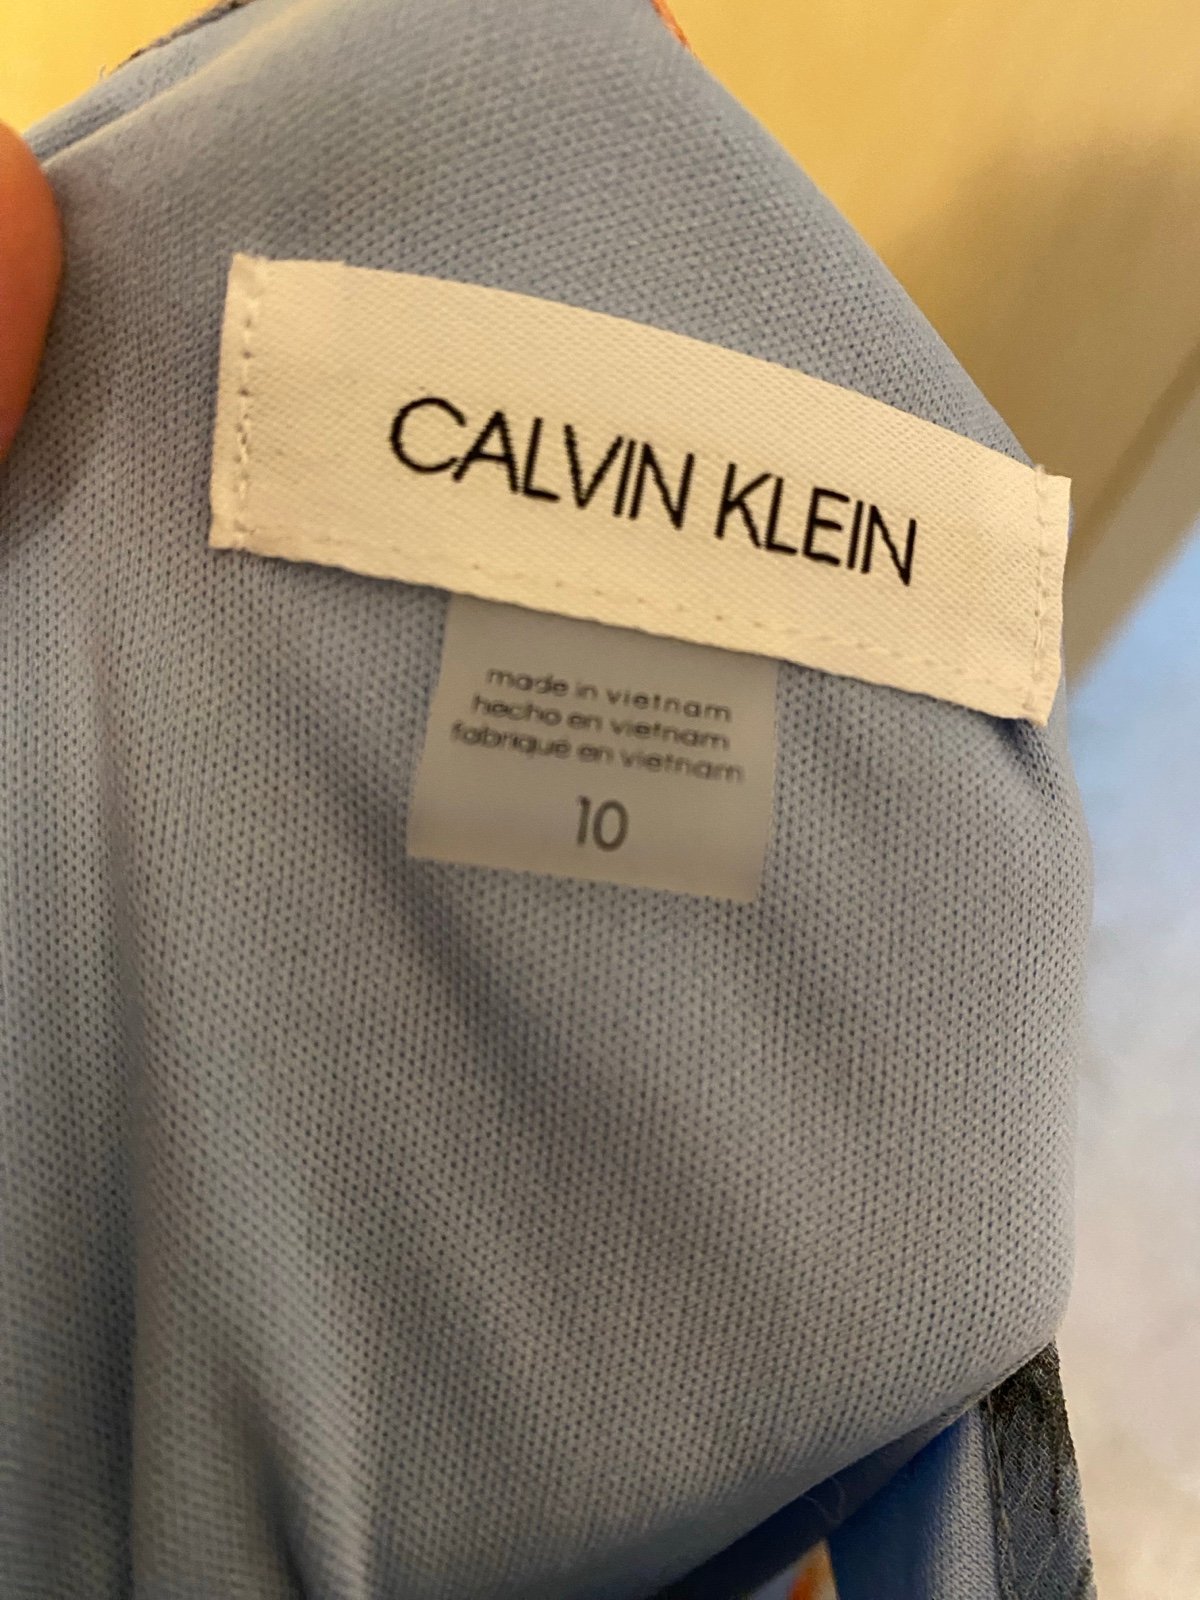 CALVIN KLEIN
made in vietnam
hecho en vietnam
fabriqué en vietnam
10